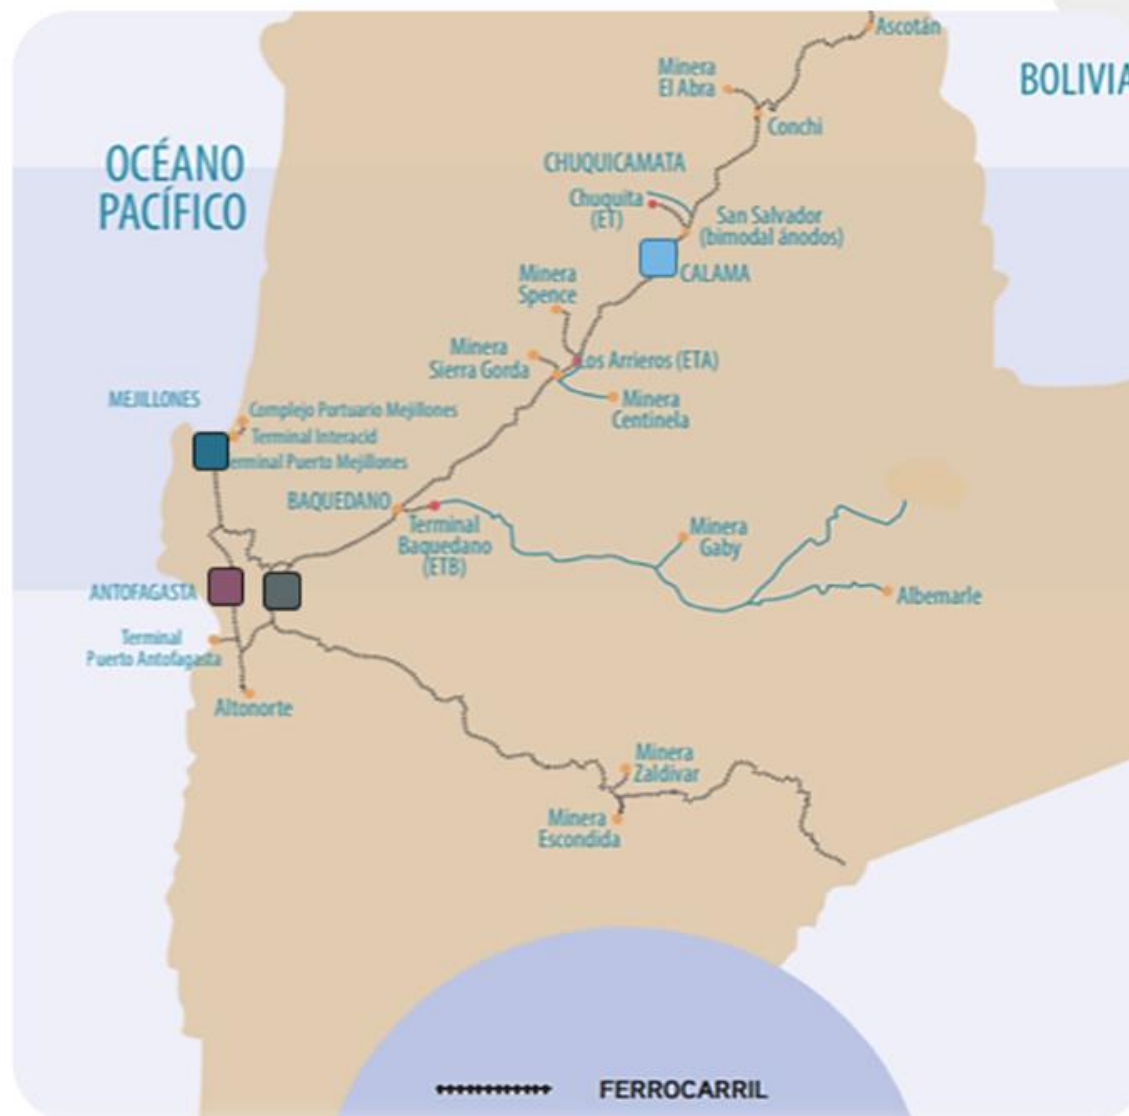 Ascotán
Minera
El Abra
BOLIVIA
Conchi
OCÉANO
PACÍFICO
CHUQUICAMATA
Chuquita
(ET)
San Salvador
(bimodal ánodos)
CALAMA
Minera
Spence
Minera
Sierra Gorda
Los Arrieros (ETA)
Minera
Centinela
MEJILLONES
Complejo Portuario Mejillones
Terminal Interacid
erminal Puerto Mejillones
BAQUEDANO
Terminal
Baquedano
(ETB)
Minera
Gaby
ANTOFAGASTA
Albemarle
Terminal
Puerto Antofagasta
Altonorte
Minera
Zaldivar
Minera
Escondida
FERROCARRIL